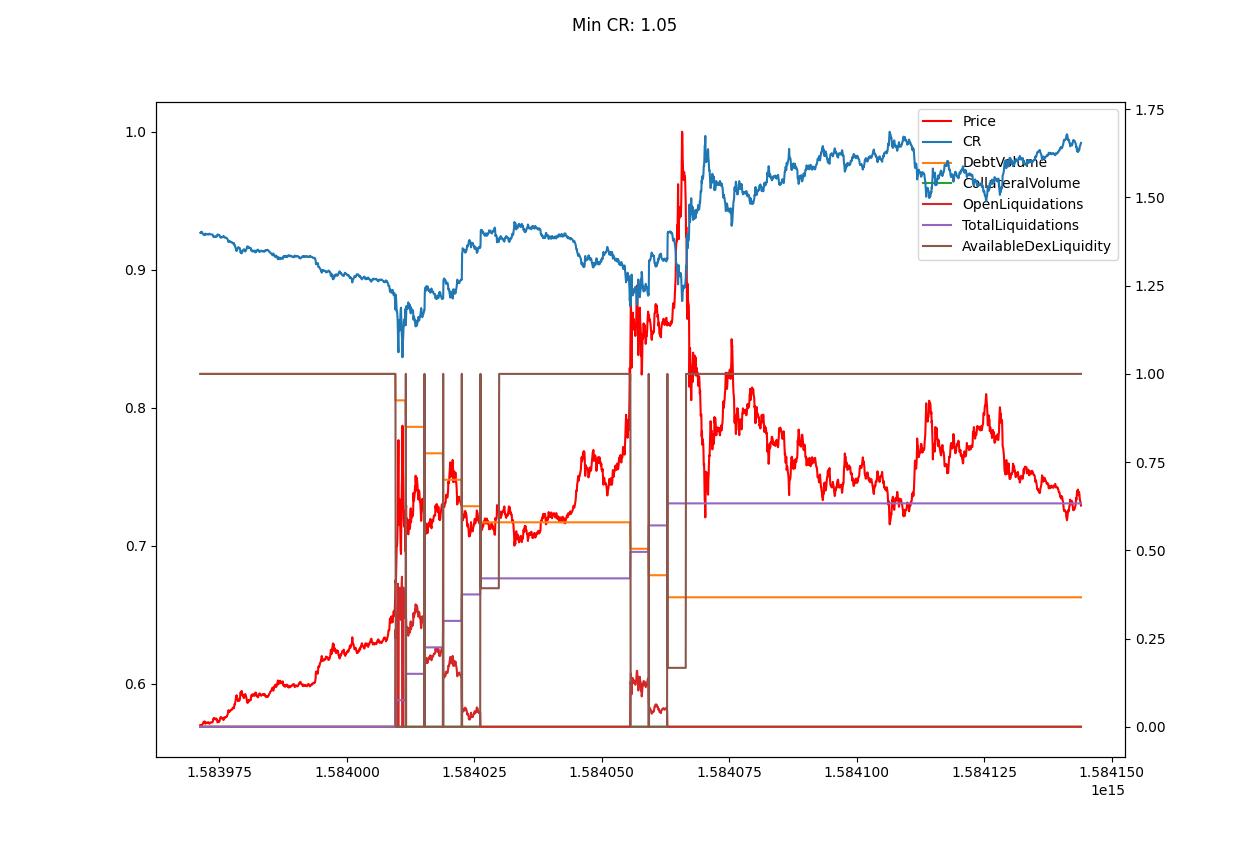 Min CR: 1.05
1.0
0.9
0.8
0.7
0.6
1.75
1.50
1.25
1.00
0.75
0.50
0.25
0.00
Price
CR
DebtVolume
CollateralVolume
OpenLiquidations
TotalLiquidations
AvailableDexLiquidity
1.583975 1.584000 1.584025 1.584050 1.584075 1.584100 1.584125 1.584150
1e15